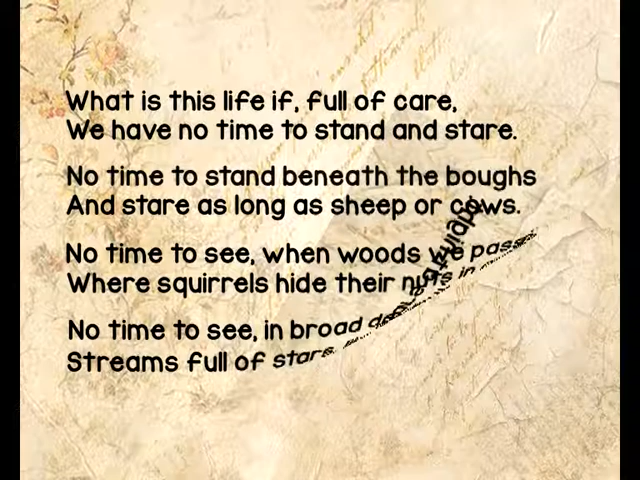 What is this life if, full of care,
We have no time to stand and stare.
No time to stand beneath the boughs
And stare as long as sheep or cows.
No time to see, when woods we pass
Where squirrels hide their nuts in
No time to see, in broad
Streams full of stars